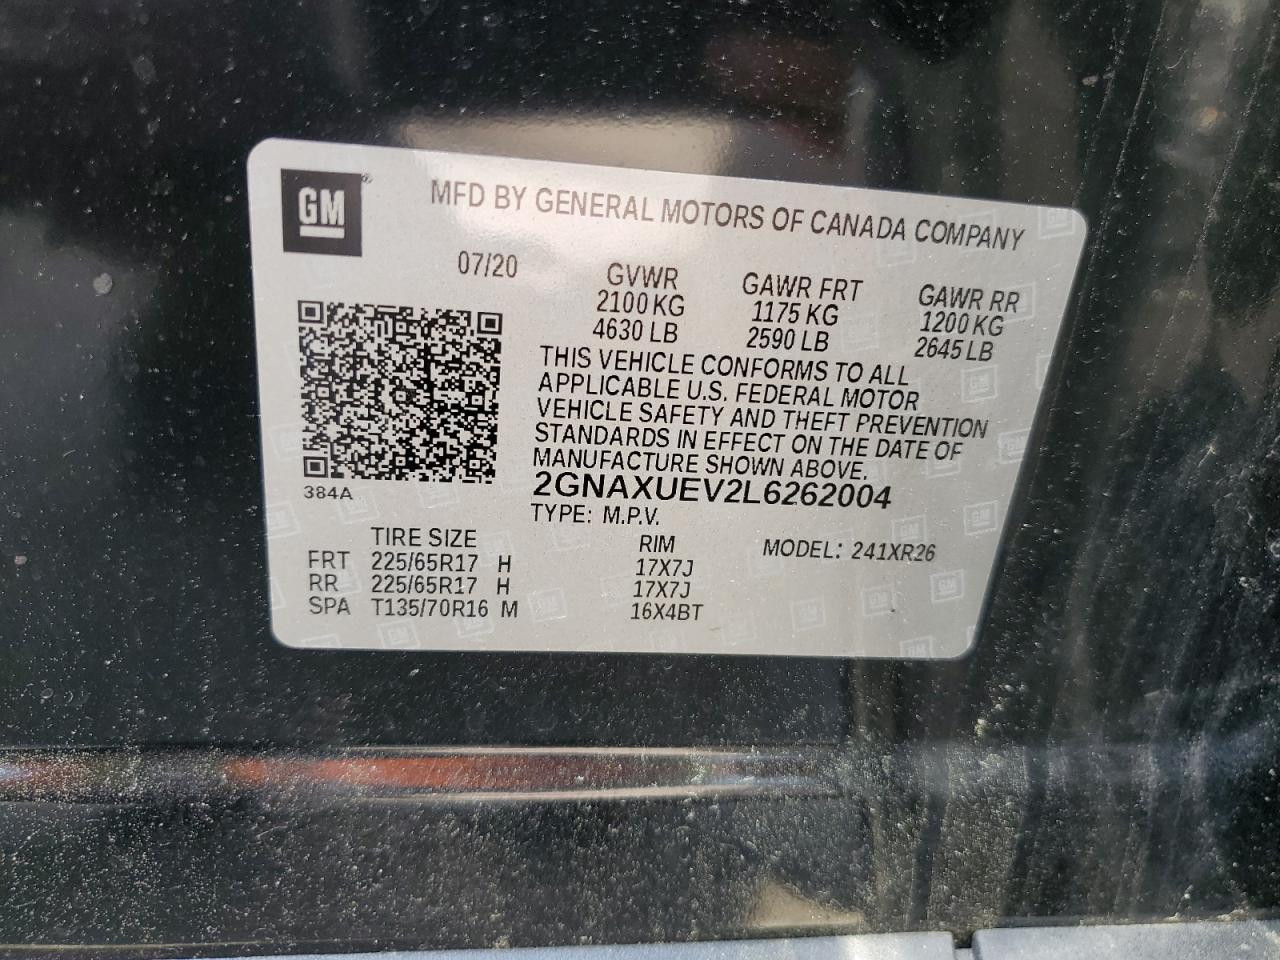 GM®
MFD BY GENERAL MOTORS OF CANADA COMPANY
07/20
GVWR
2100 KG
4630 LB
GAWR FRT
1175 KG
2590 LB
GAWR RR
1200 KG
2645 LB
THIS VEHICLE CONFORMS TO ALL
APPLICABLE U.S. FEDERAL MOTOR
VEHICLE SAFETY AND THEFT PREVENTION
STANDARDS IN EFFECT ON THE DATE OF
MANUFACTURE SHOWN ABOVE.
384A
2GNAXUEV2L6262004
TYPE: M.P.V.
TIRE SIZE RIM MODEL: 241XR26
FRT 225/65R17 H 17X7J
RR 225/65R17 H 17X7J
SPA T135/70R16 M 16X4BT